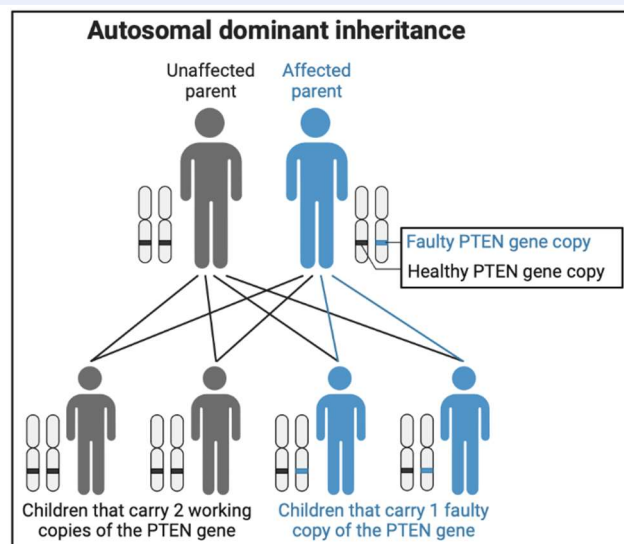 Autosomal dominant inheritance
Unaffected
parent
Affected
parent
Faulty PTEN gene copy
Healthy PTEN gene copy
Children that carry 2 working
copies of the PTEN gene
Children that carry 1 faulty
copy of the PTEN gene